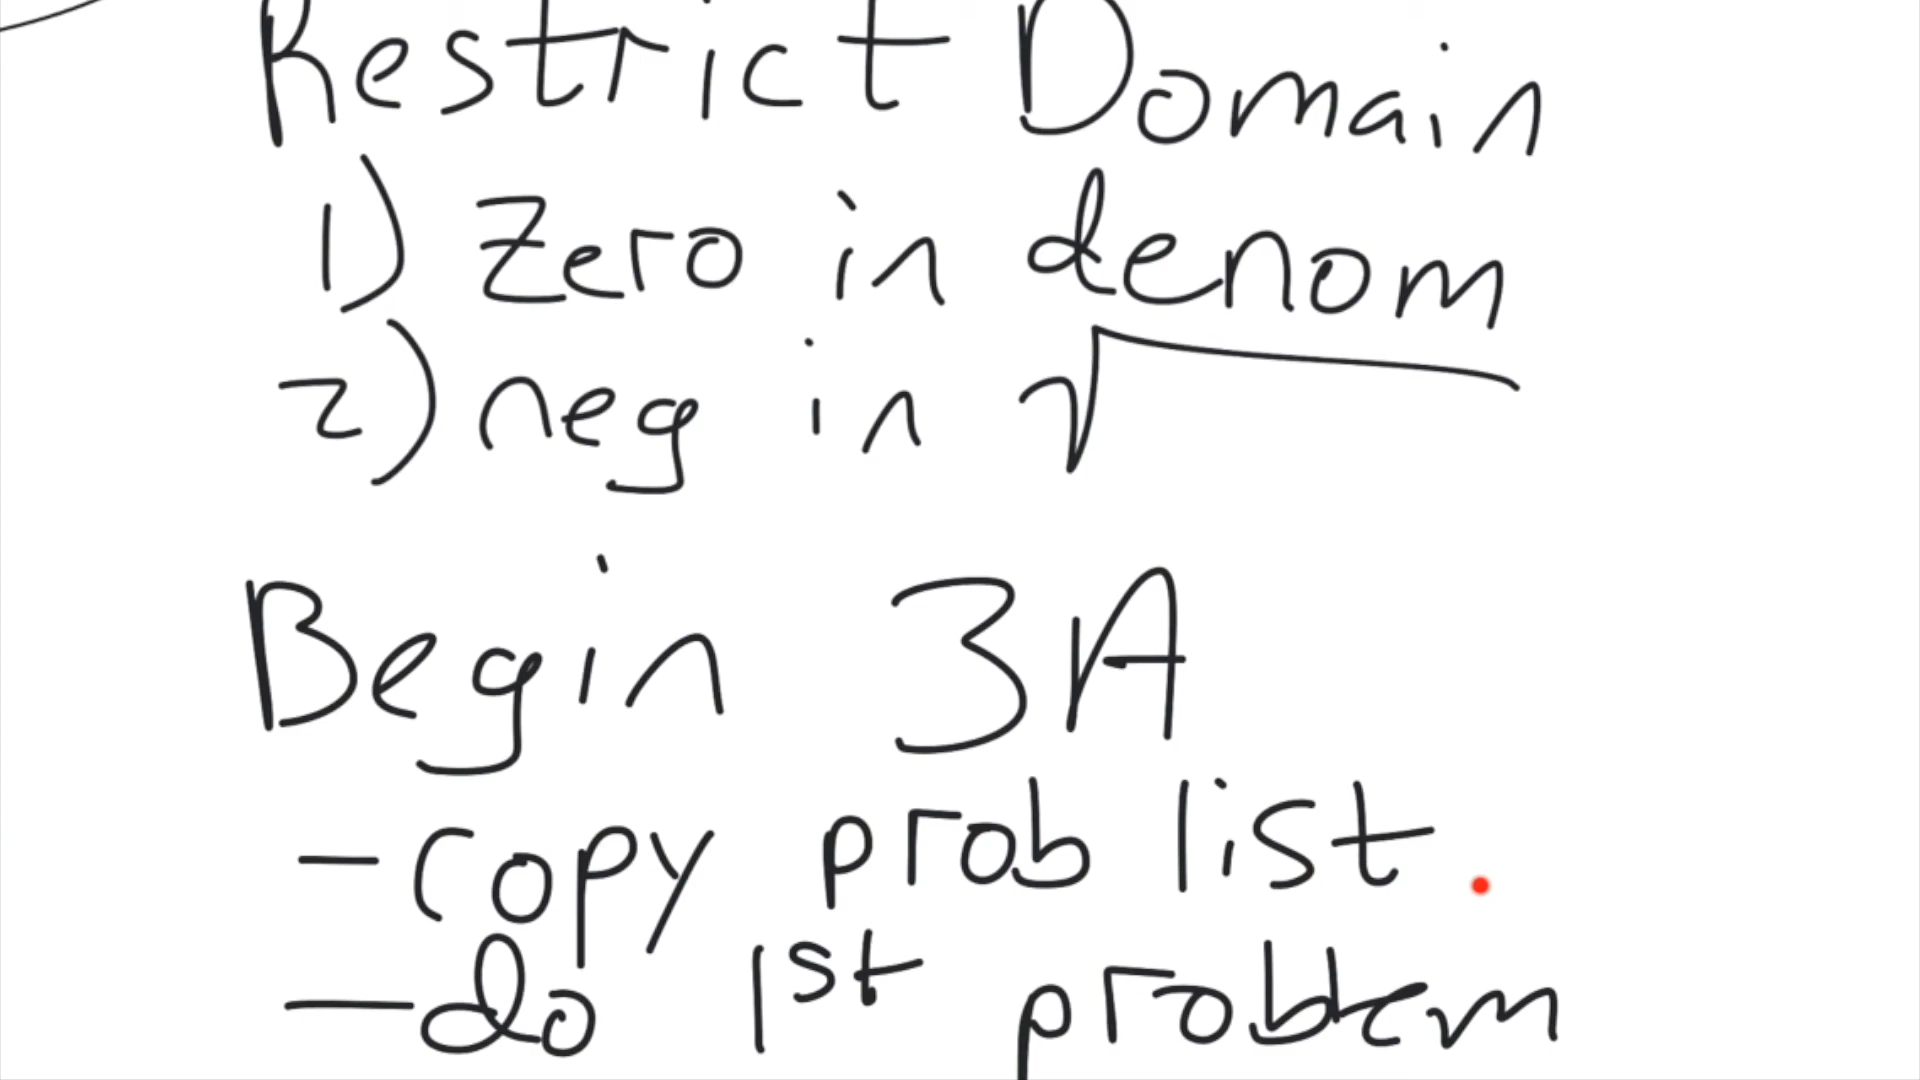 Restrict Domain
1) Zero in denom
2) neg in √
Begin 3A
- copy prob list.
- do 1st problem